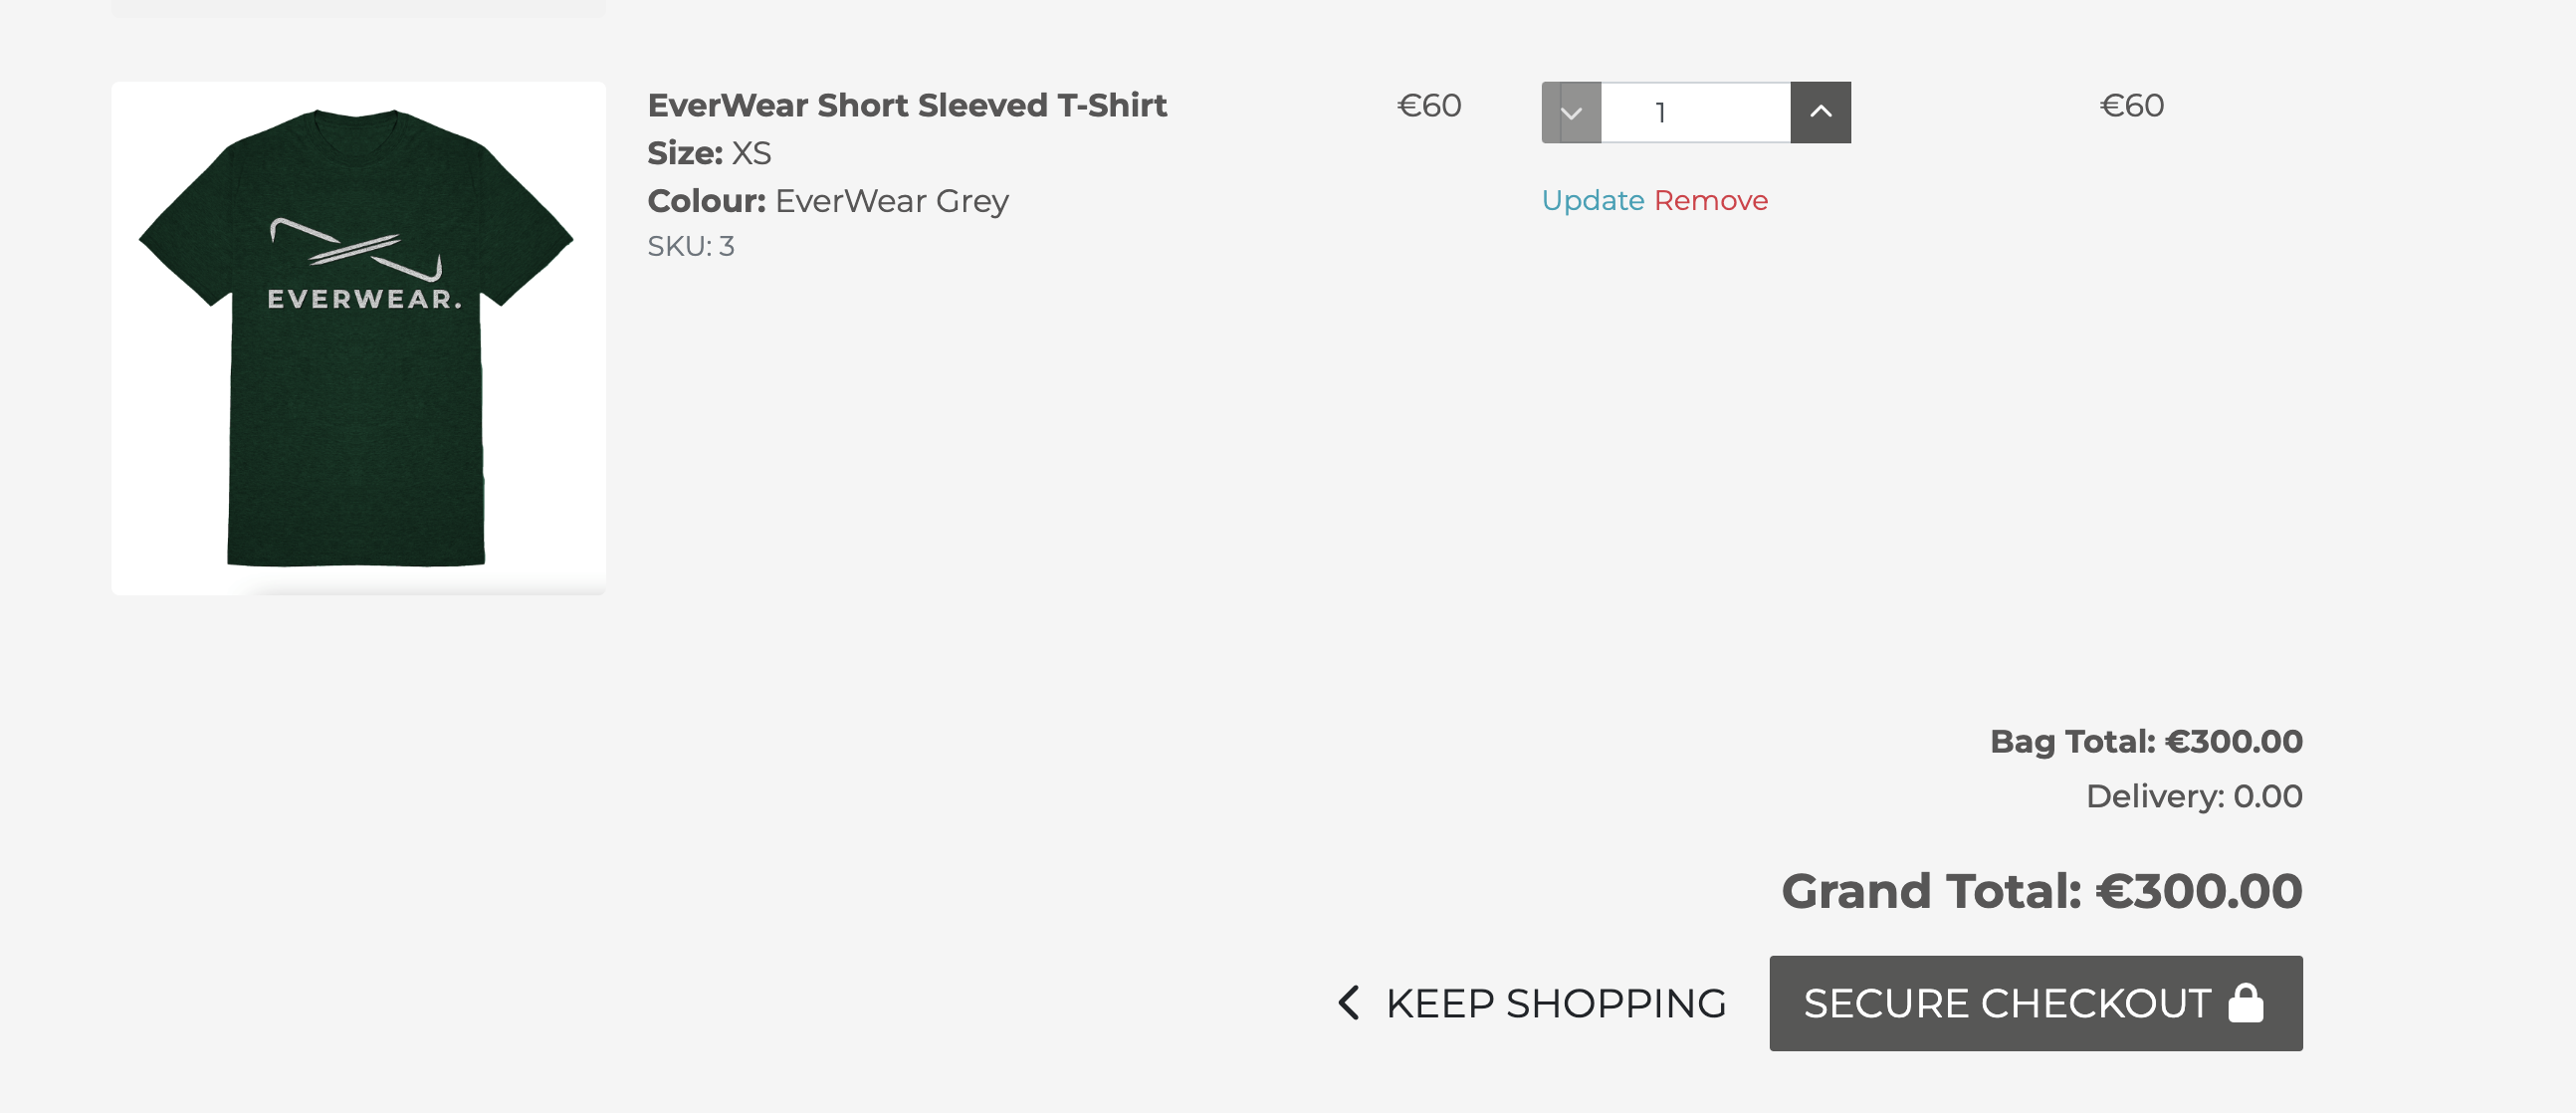 EVERWEAR.
EverWear Short Sleeved T-Shirt
Size: XS
Colour: EverWear Grey
SKU: 3
€60
1
Update Remove
€60
Bag Total: €300.00
Delivery: 0.00
Grand Total: €300.00
KEEP SHOPPING
SECURE CHECKOUT